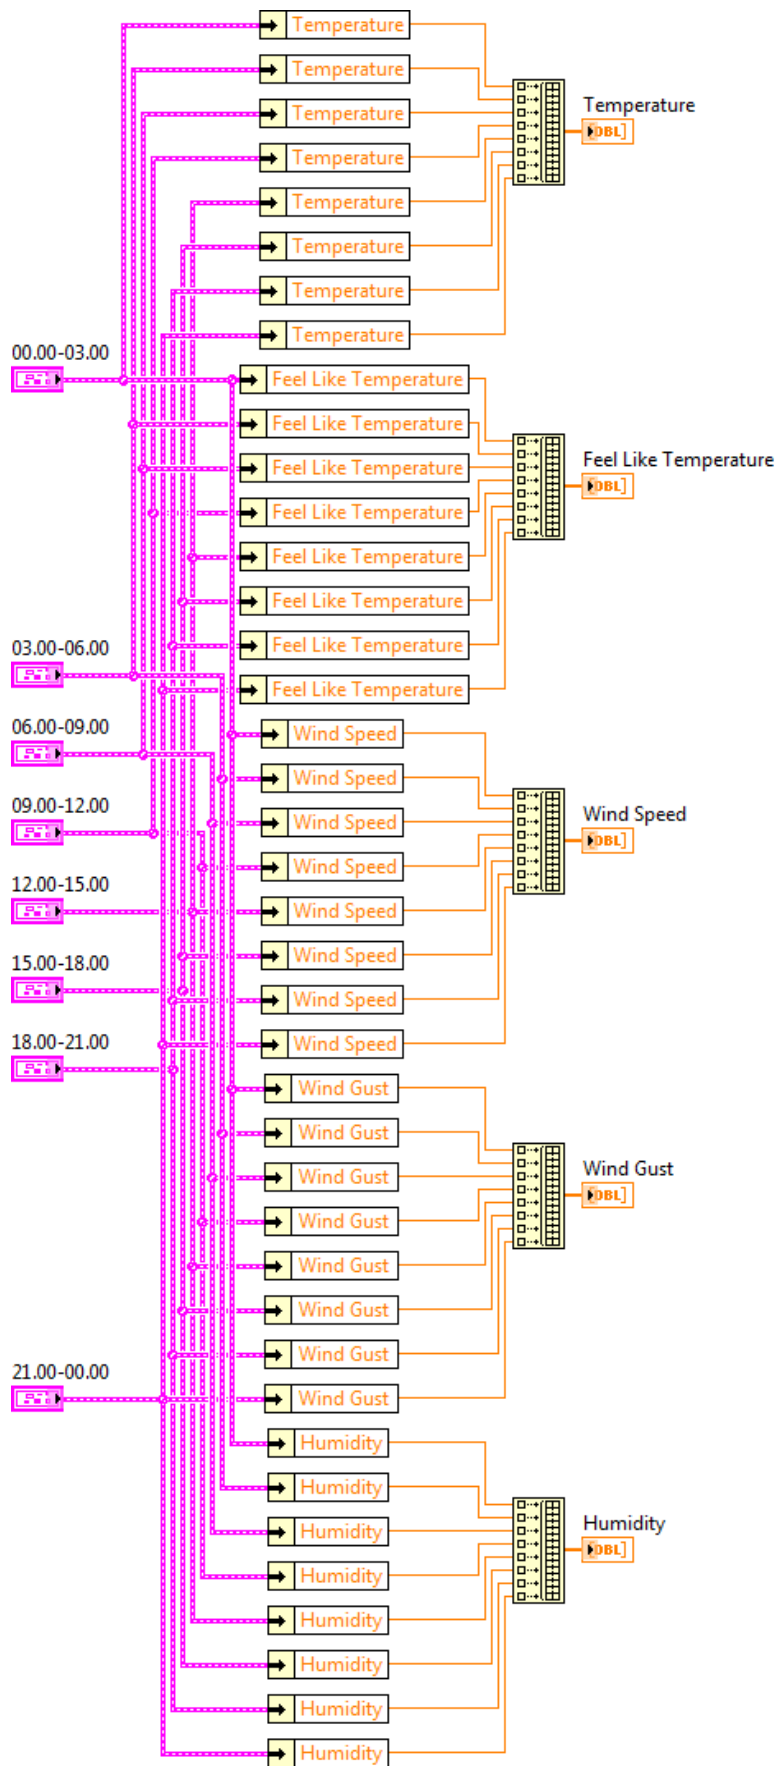 Temperature
Temperature
Temperature
Temperature
Temperature
Temperature
Temperature
Temperature
Temperature
DBL]
00.00-03.00
Feel Like Temperature
Feel Like Temperature
Feel Like Temperature
Feel Like Temperature
Feel Like Temperature
Feel Like Temperature
Feel Like Temperature
Feel Like Temperature
Feel Like Temperature
DBL]
03.00-06.00
06.00-09.00
09.00-12.00
12.00-15.00
15.00-18.00
18.00-21.00
Wind Speed
Wind Speed
Wind Speed
Wind Speed
Wind Speed
Wind Speed
Wind Speed
Wind Speed
Wind Speed
DBL]
Wind Gust
Wind Gust
Wind Gust
Wind Gust
Wind Gust
Wind Gust
Wind Gust
Wind Gust
Wind Gust
DBL]
21.00-00.00
Humidity
Humidity
Humidity
Humidity
Humidity
Humidity
Humidity
Humidity
Humidity
DBL]